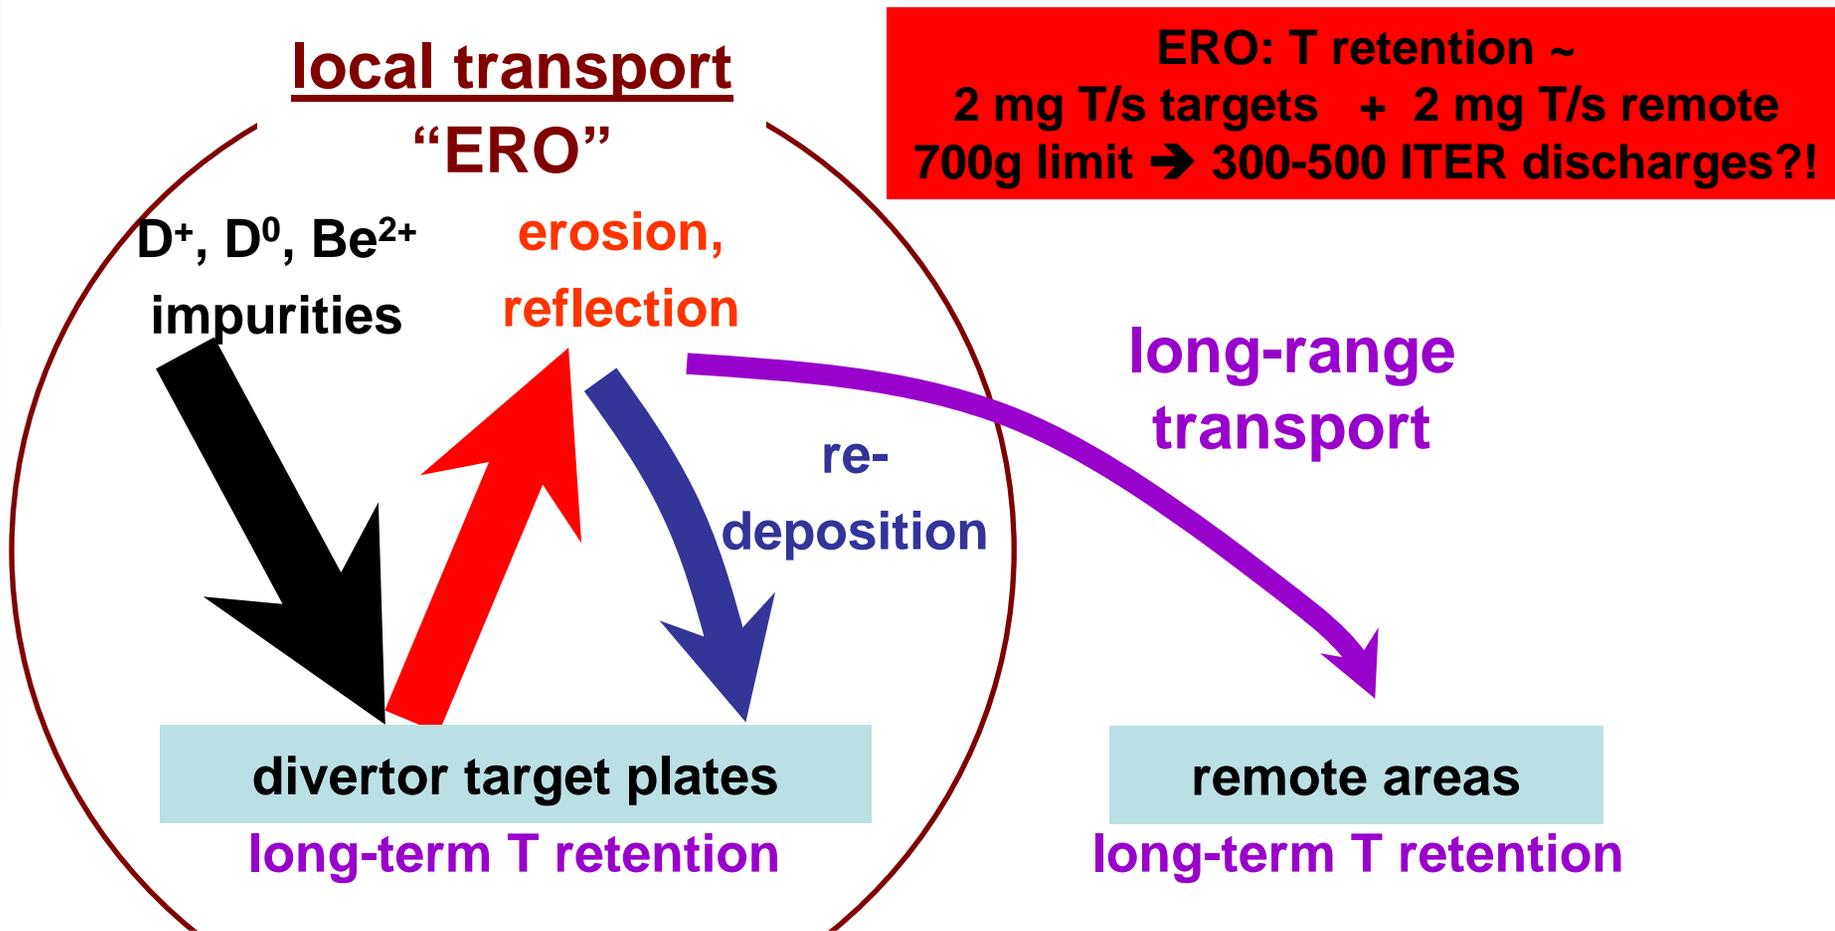 local transport
“ERO”
ERO: T retention ~
2 mg T/s targets + 2 mg T/s remote
700g limit ➔ 300-500 ITER discharges?!
D⁺, D⁰, Be²⁺
impurities
erosion,
reflection
re-
deposition
long-range
transport
divertor target plates
long-term T retention
remote areas
long-term T retention